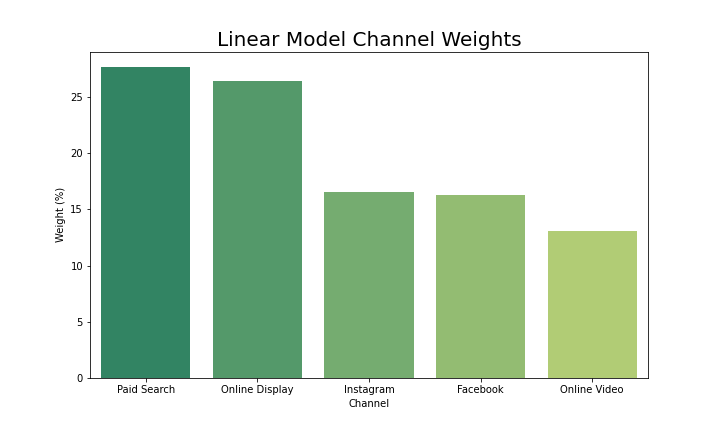 Linear Model Channel Weights
Weight (%)
25
20
15
10
5
0
Paid Search Online Display Instagram Facebook Online Video
Channel